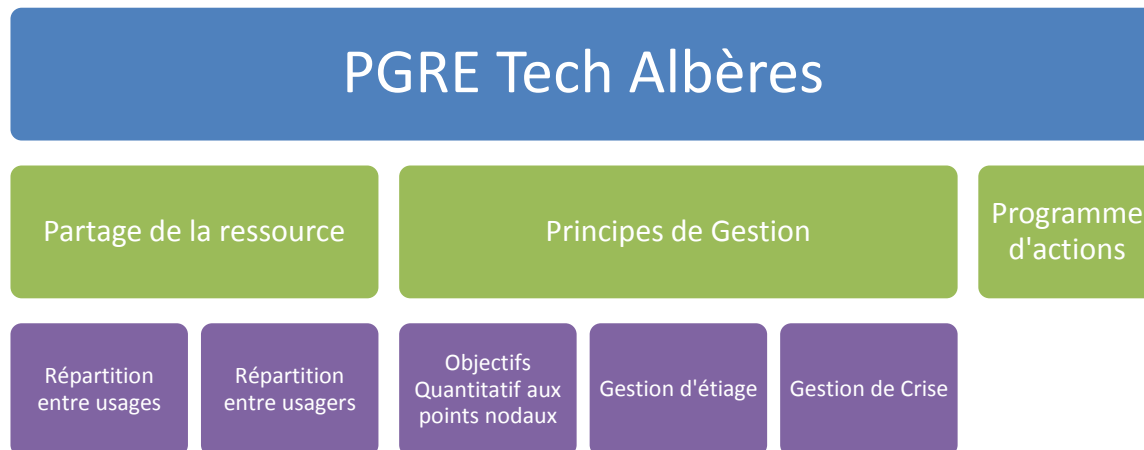 PGRE Tech Albères
Partage de la ressource
Principes de Gestion
Programme
d'actions
Répartition
entre usages
Répartition
entre usagers
Objectifs
Quantitatif aux
points nodaux
Gestion d'étiage
Gestion de Crise